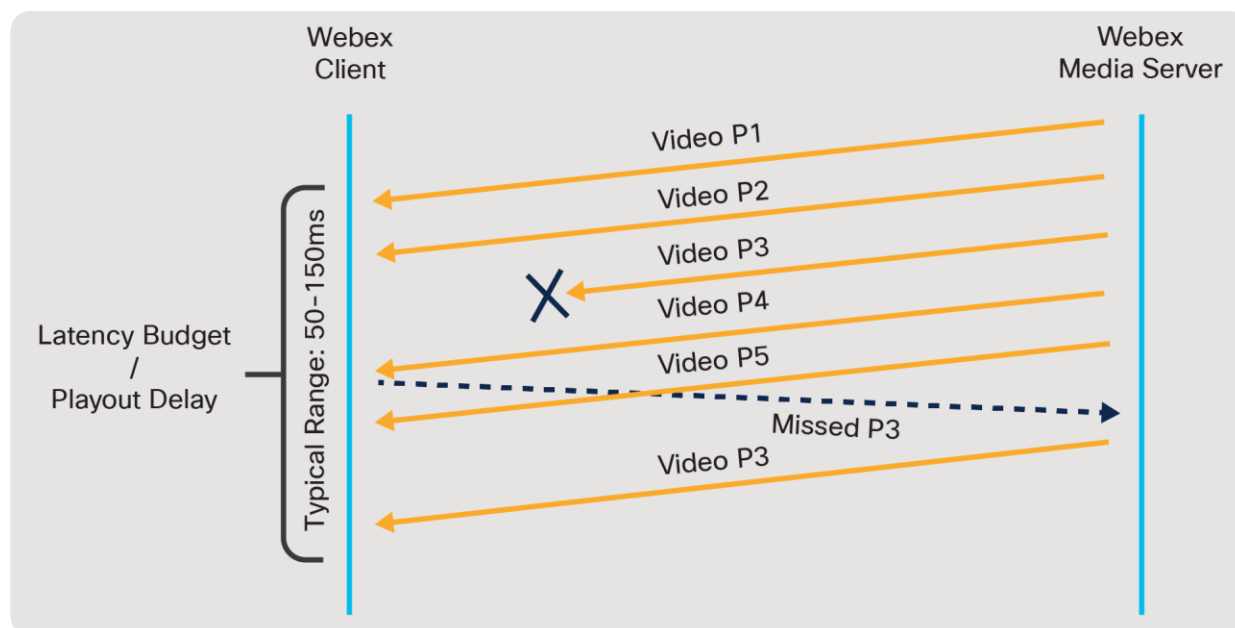 Webex
Client
Webex
Media Server
Video P1
Video P2
Video P3
Video P4
Video P5
Missed P3
Video P3
Latency Budget
/
Playout Delay
Typical Range: 50-150ms